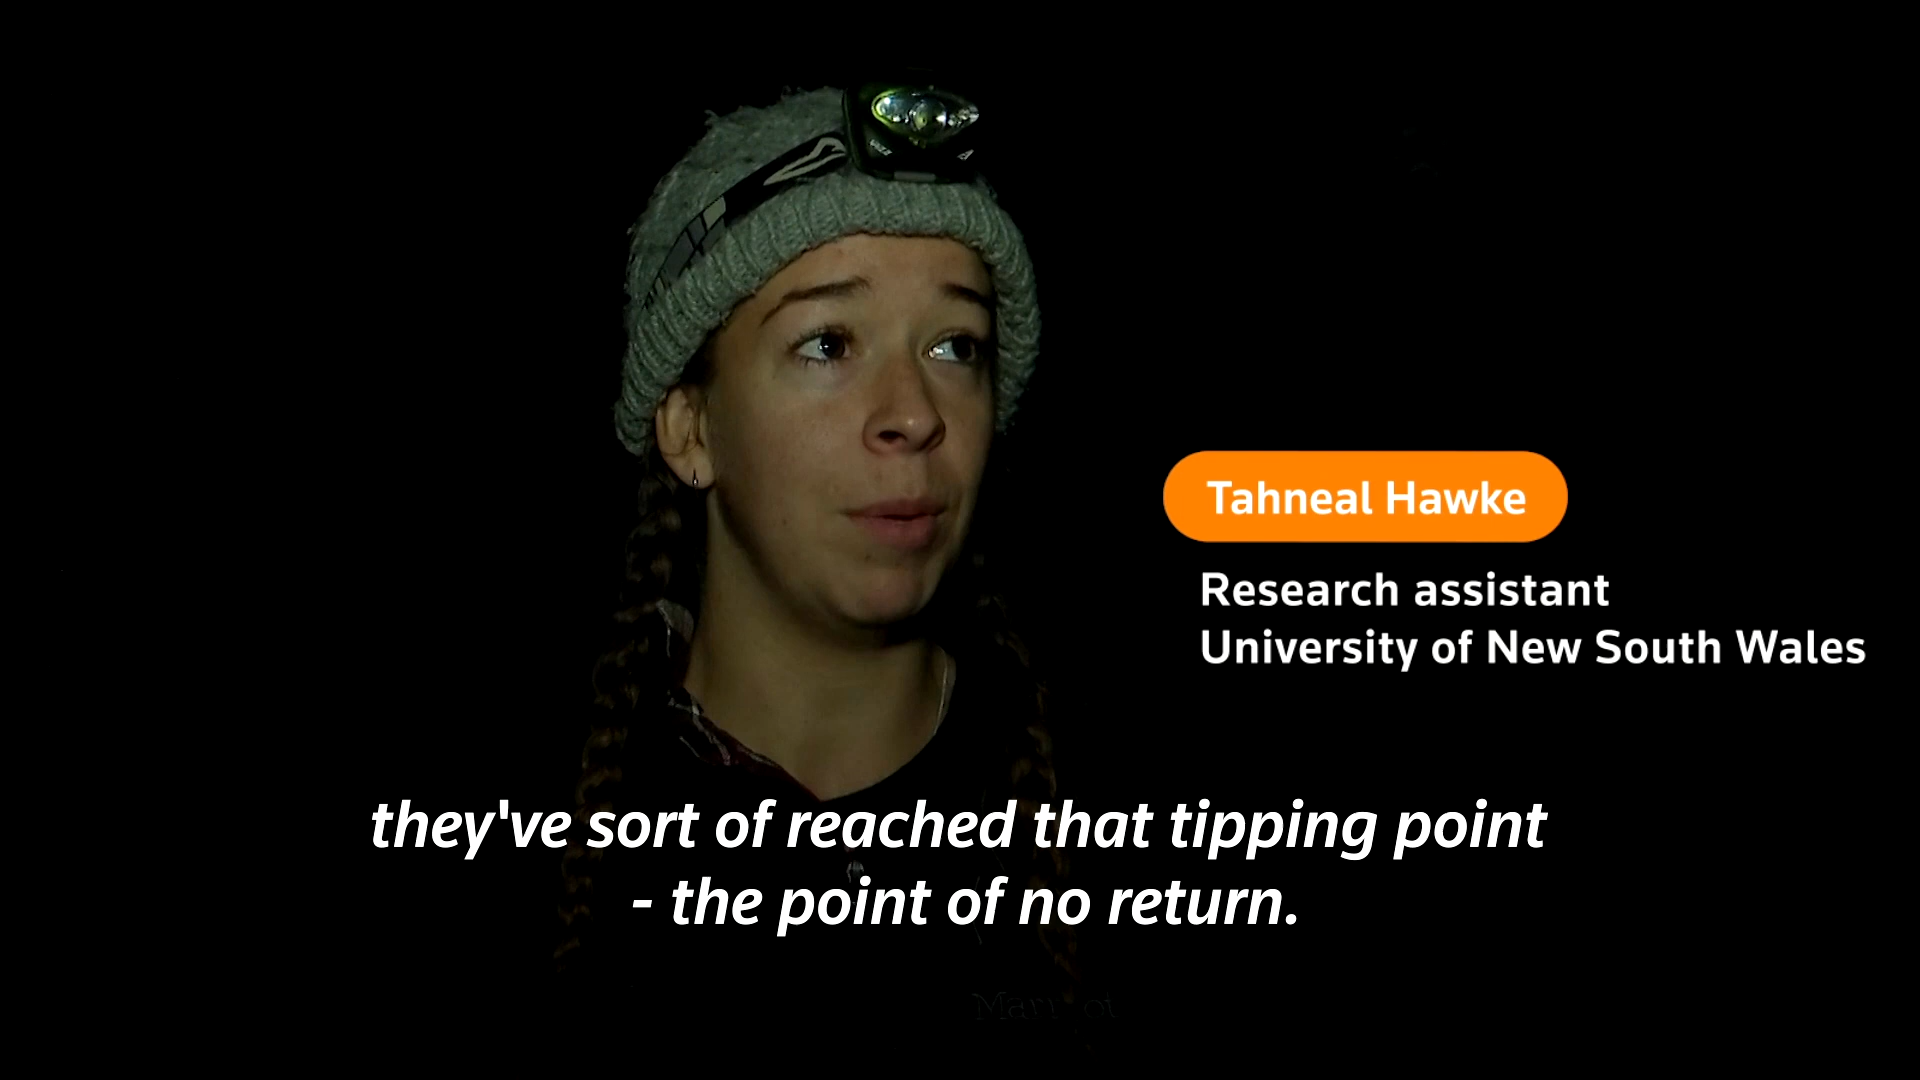 Tahneal Hawke
Research assistant
University of New South Wales
they've sort of reached that tipping point
- the point of no return.